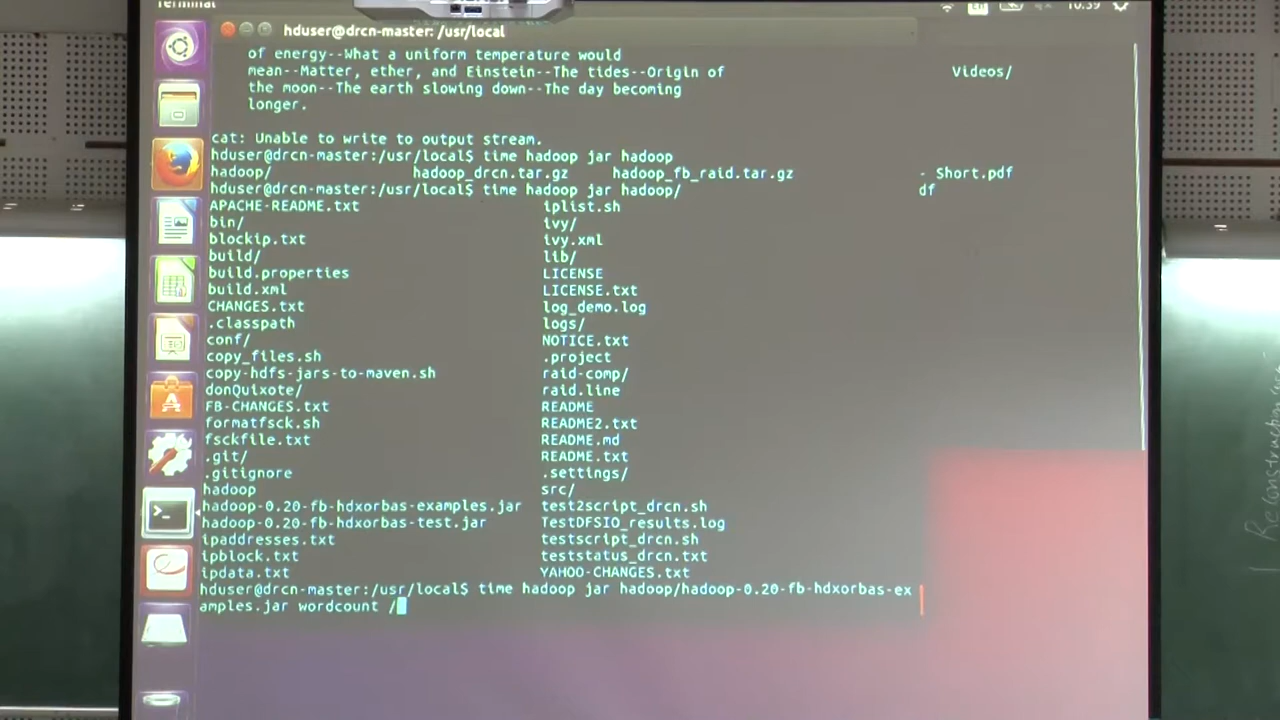 Terminal
hduser@drcn-master: /usr/local
of energy--What a uniform temperature would
mean--Matter, ether, and Einstein--The tides--Origin of Videos/
the moon--The earth slowing down--The day becoming
longer.
cat: Unable to write to output stream.
hduser@drcn-master:/usr/local$ time hadoop jar hadoop
hadoop/ hadoop_drcn.tar.gz hadoop_fb_raid.tar.gz - Short.pdf
hduser@drcn-master:/usr/local$ time hadoop jar hadoop/ df
APACHE-README.txt iplist.sh
bin/ ivy/
blockip.txt ivy.xml
build/ lib/
build.properties LICENSE
build.xml LICENSE.txt
CHANGES.txt log_demo.log
.classpath logs/
conf/ NOTICE.txt
copy_files.sh .project
copy-hdfs-jars-to-maven.sh raid-comp/
donQuixote/ raid.line
FB-CHANGES.txt README
formatfsck.sh README2.txt
fsckfile.txt README.md
.git/ README.txt
.gitignore .settings/
hadoop src/
hadoop-0.20-fb-hdxorbas-examples.jar test2script_drcn.sh
hadoop-0.20-fb-hdxorbas-test.jar TestDFSIO_results.log
ipaddresses.txt testscript_drcn.sh
ipblock.txt teststatus_drcn.txt
ipdata.txt YAHOO-CHANGES.txt
hduser@drcn-master:/usr/local$ time hadoop jar hadoop/hadoop-0.20-fb-hdxorbas-ex
amples.jar wordcount /